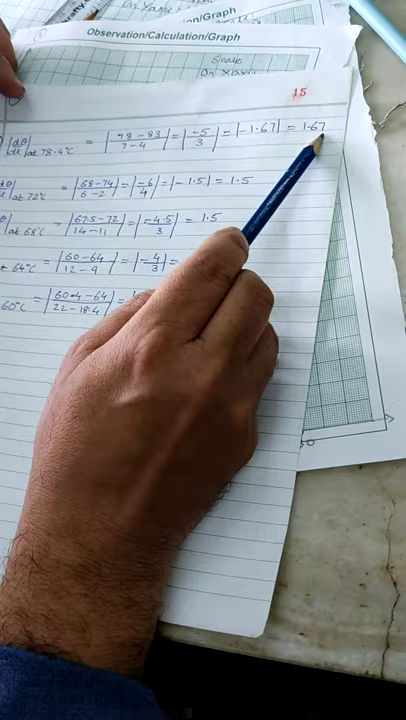 Observation/Calculation/Graph
Scale
15
|dθ/dt| at 78.4°C = |78-83/7-4| = |-5/3| = |-1.67| = 1.67
at 72°C = |68-74/6-2| = |-6/4| = |-1.5| = 1.5
at 68°C = |67.5-72/14-11| = |-4.5/3| = 1.5
64°C = |60-64/12-9| = |-4/3| =
60°C = |60.4-64/22-18.4| =